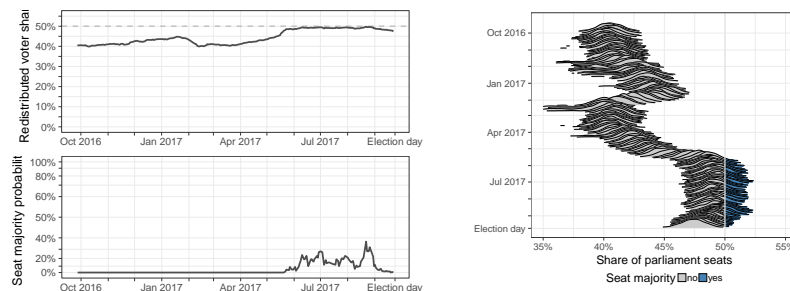 Redistributed voter shar
50%
40%
30%
20%
10%
0%
Oct 2016 Jan 2017 Apr 2017 Jul 2017 Election day
Seat majority probabilit
100%
80%
60%
40%
20%
0%
Oct 2016 Jan 2017 Apr 2017 Jul 2017 Election day
Oct 2016
Jan 2017
Apr 2017
Jul 2017
Election day
35% 40% 45% 50% 55%
Share of parliament seats
Seat majority no yes